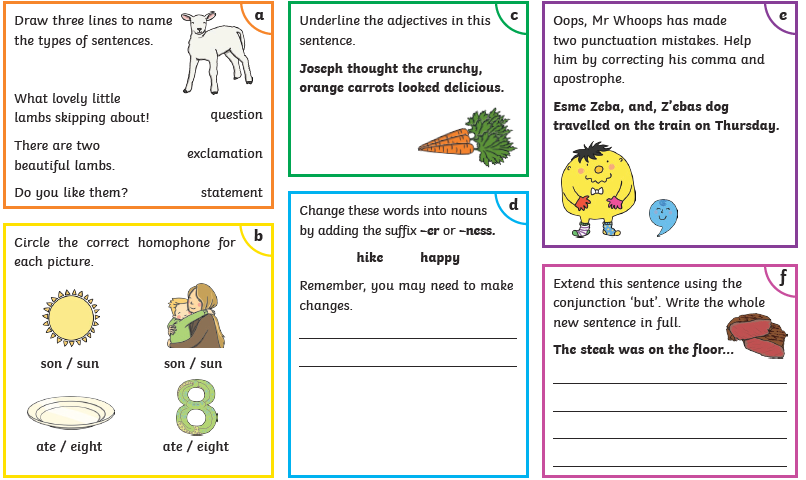 a
Draw three lines to name
the types of sentences.
What lovely little
lambs skipping about!
question
There are two
beautiful lambs.
exclamation
Do you like them?
statement
b
Circle the correct homophone for
each picture.
son / sun
son / sun
ate / eight
ate / eight
c
Underline the adjectives in this
sentence.
Joseph thought the crunchy,
orange carrots looked delicious.
d
Change these words into nouns
by adding the suffix –er or –ness.
hike happy
Remember, you may need to make
changes.
e
Oops, Mr Whoops has made
two punctuation mistakes. Help
him by correcting his comma and
apostrophe.
Esme Zeba, and, Z’ebas dog
travelled on the train on Thursday.
f
Extend this sentence using the
conjunction ‘but’. Write the whole
new sentence in full.
The steak was on the floor...